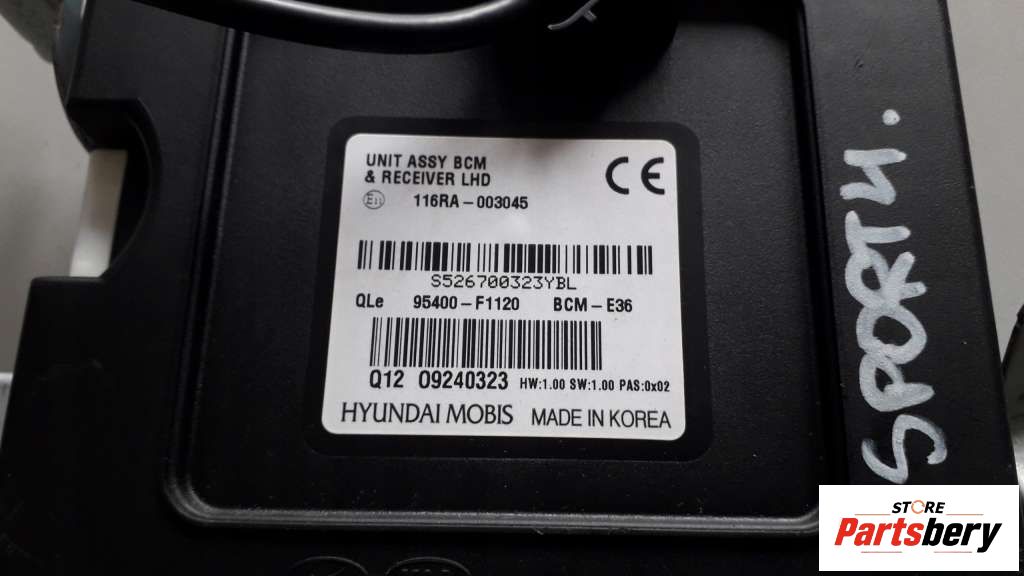 UNIT ASSY BCM
& RECEIVER LHD
E11 116RA-003045
CE
S526700323YBL
QLe 95400-F1120 BCM-E36
Q12 09240323 HW:1.00 SW:1.00 PAS:0x02
HYUNDAI MOBIS MADE IN KOREA
SPORT4.
STORE
Partsbery